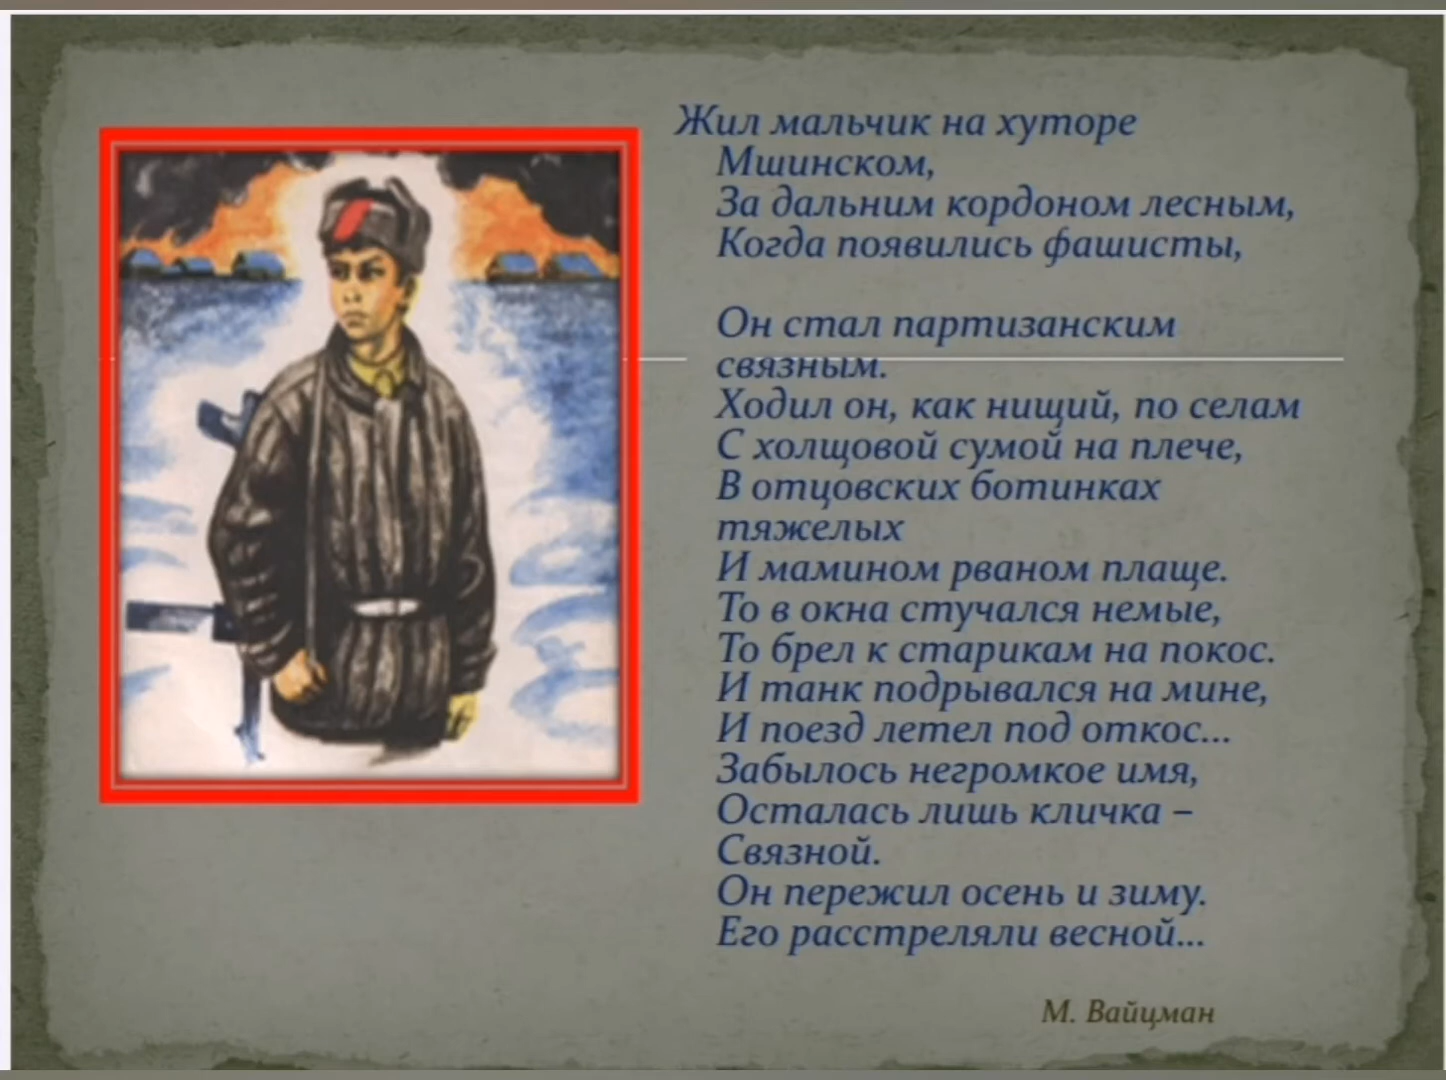 Жил мальчик на хуторе
Мшинском,
За дальним кордоном лесным,
Когда появились фашисты,
Он стал партизанским
связным.
Ходил он, как нищий, по селам
С холщовой сумой на плече,
В отцовских ботинках
тяжелых
И мамином рваном плаще.
То в окна стучался немые,
То брел к старикам на покос.
И танк подрывался на мине,
И поезд летел под откос...
Забылось негромкое имя,
Осталась лишь кличка –
Связной.
Он пережил осень и зиму.
Его расстреляли весной...
М. Вайцман